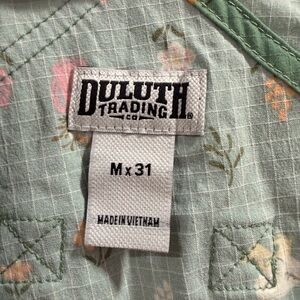 DULUTH
TRADING
CO
M x 31
MADE IN VIETNAM